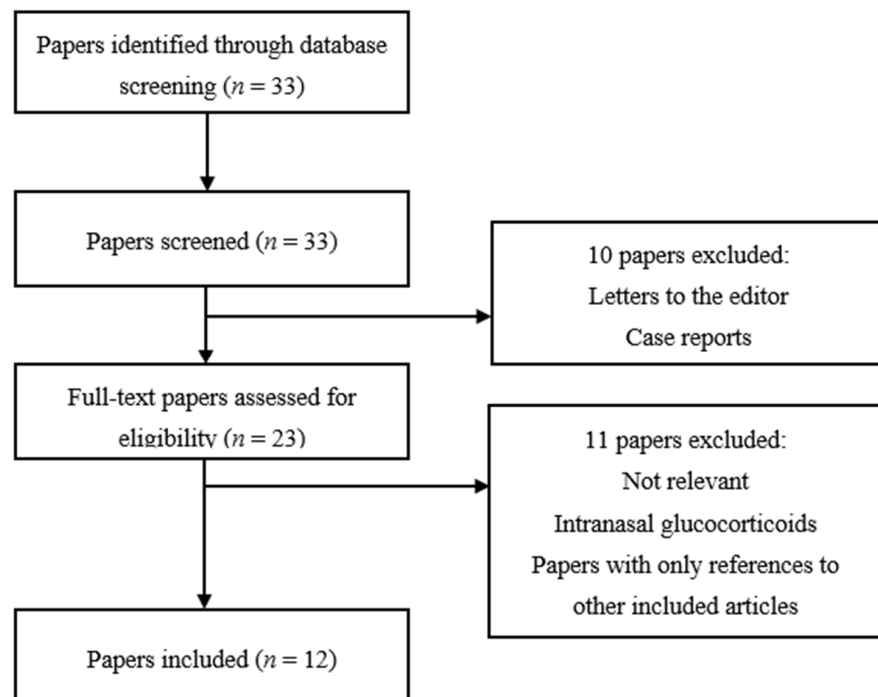 Papers identified through database
screening (n = 33)
Papers screened (n = 33)
10 papers excluded:
Letters to the editor
Case reports
Full-text papers assessed for
eligibility (n = 23)
11 papers excluded:
Not relevant
Intranasal glucocorticoids
Papers with only references to
other included articles
Papers included (n = 12)